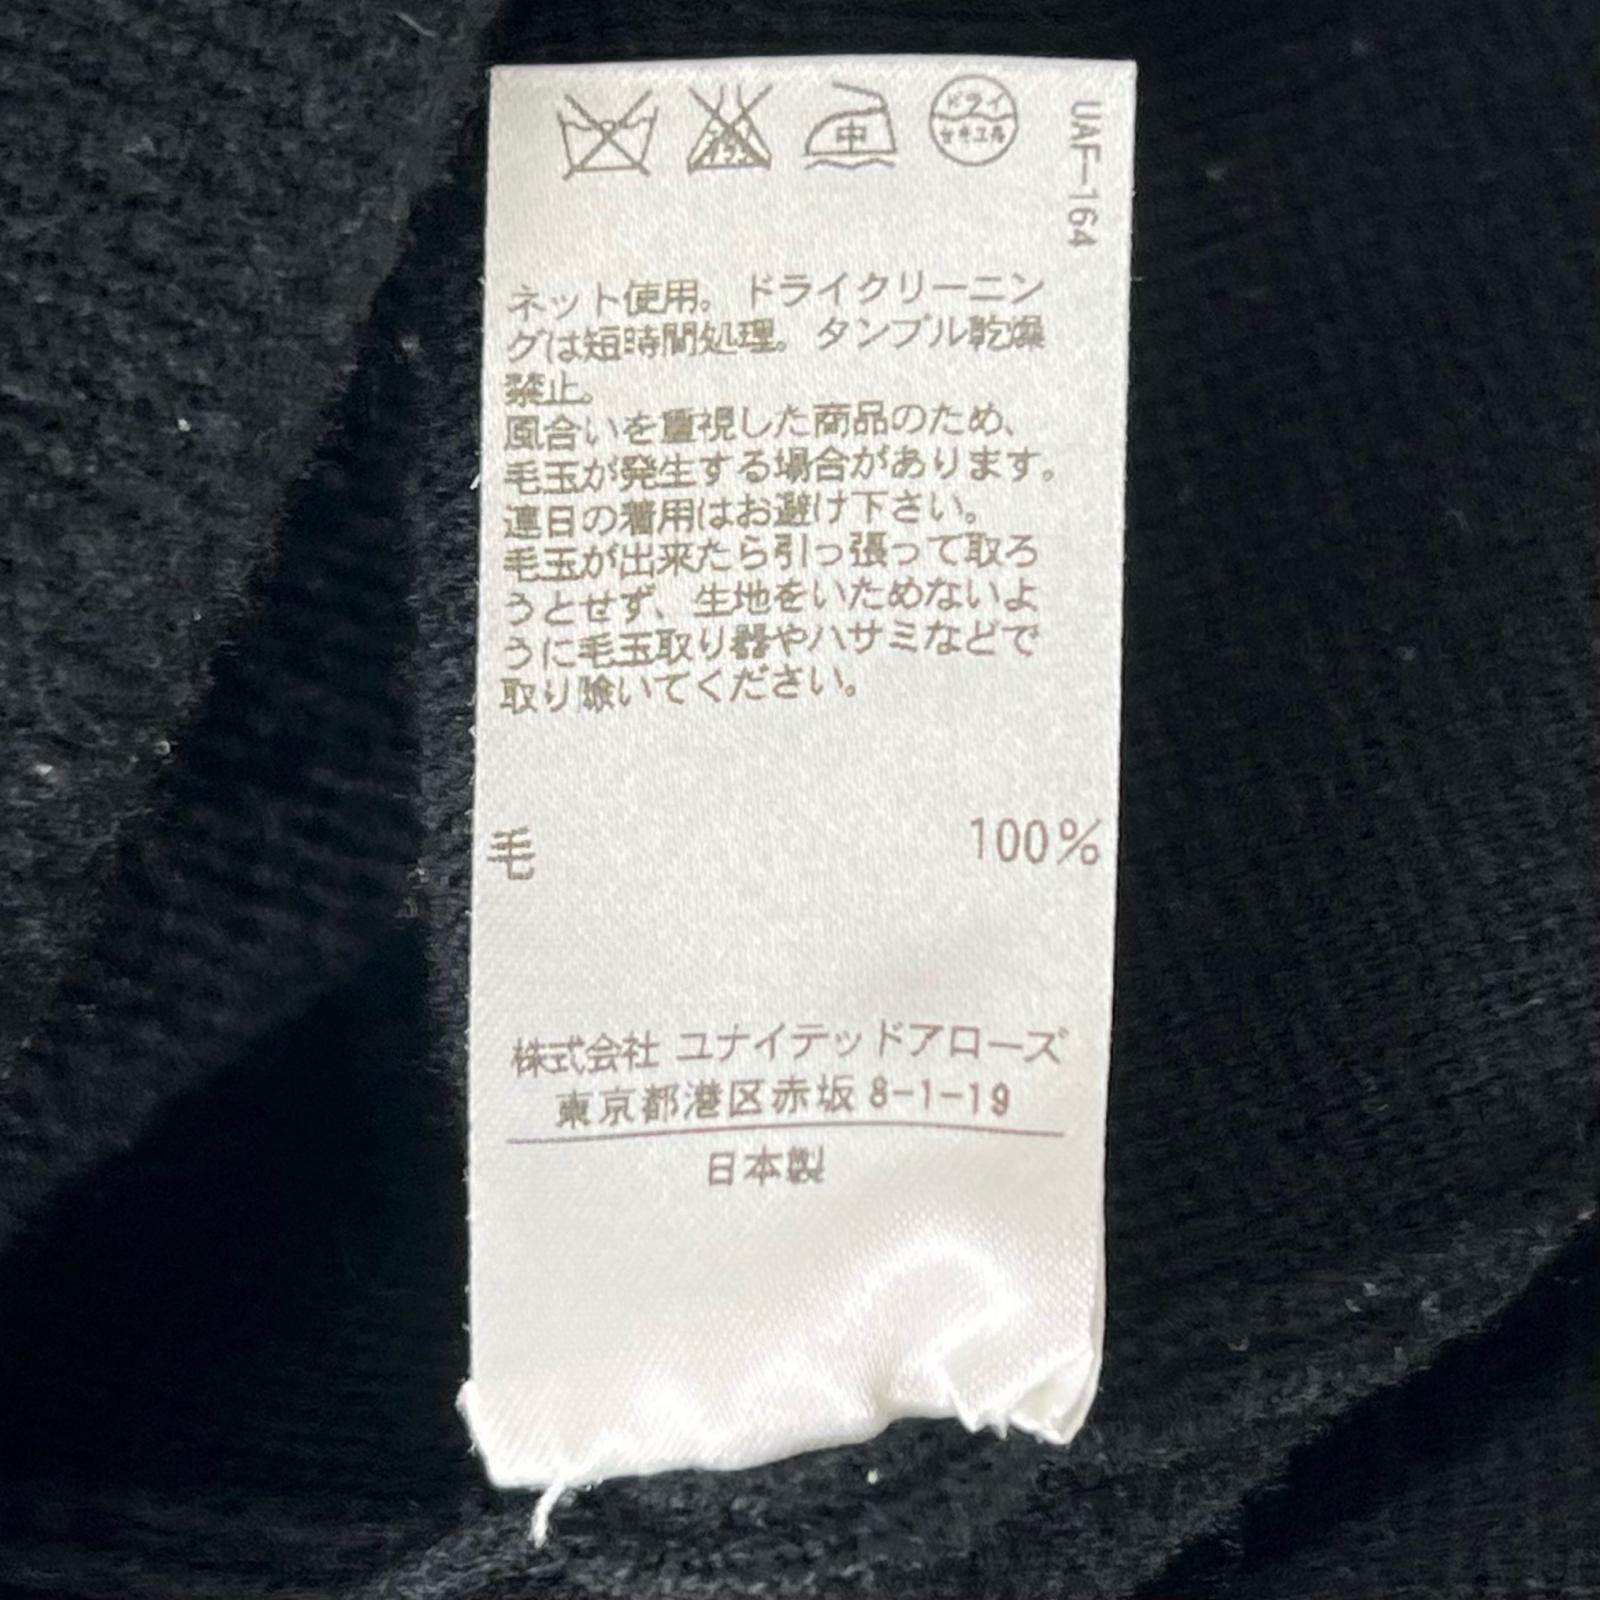 中
ドライ
セキユ系
UAF-164
ネット使用。ドライクリーニン
グは短時間処理。タンブル乾燥
禁止。
風合いを重視した商品のため、
毛玉が発生する場合があります。
連日の着用はお避け下さい。
毛玉が出来たら引っ張って取ろ
うとせず、生地をいためないよ
うに毛玉取り器やハサミなどで
取り除いてください。
毛 100%
株式会社 ユナイテッドアローズ
東京都港区赤坂 8-1-19
日本製